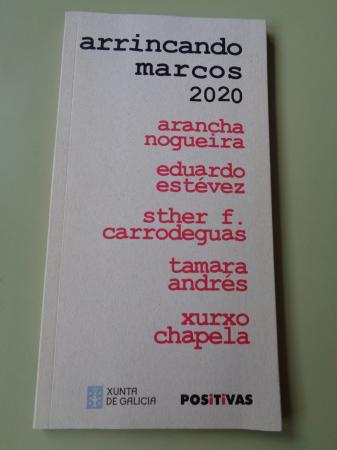 arrincando
marcos
2020
arancha
nogueira
eduardo
estévez
sther f.
carrodeguas
tamara
andrés
xurxo
chapela
XUNTA
DE GALICIA
POSiTiVAS